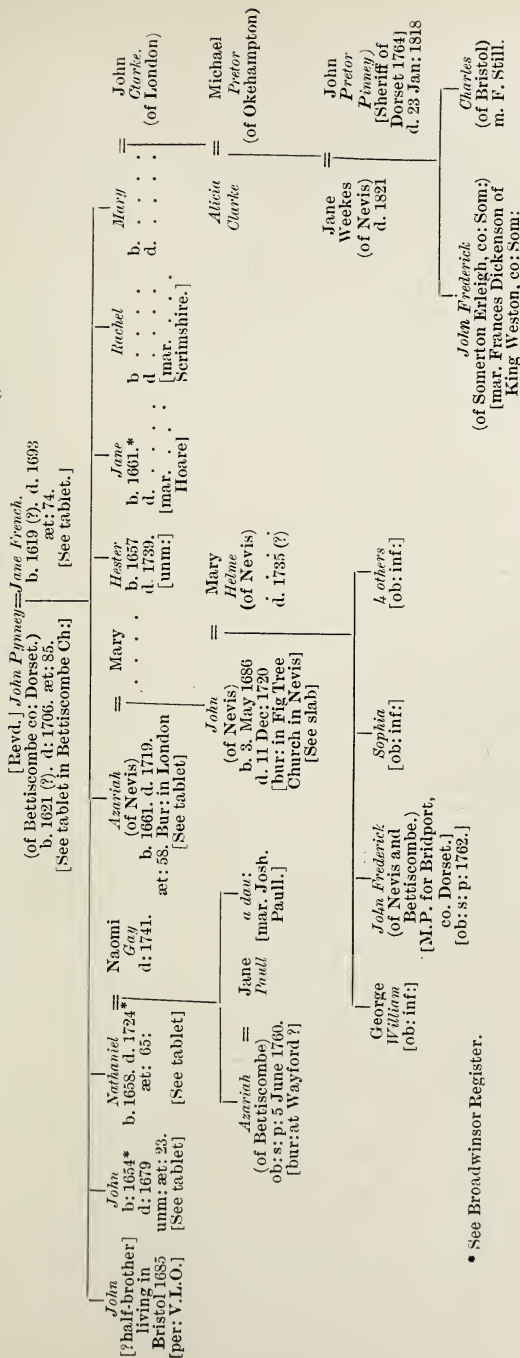 [Revd.] John Pynney=Jane French.
(of Bettiscombe co: Dorset.)
b. 1621 (?). d: 1706. æt: 85.
[See tablet in Bettiscombe Ch:]
b. 1619 (?). d. 1693
æt: 74.
[See tablet.]
John
[?half-brother]
living in
Bristol 1685
[per: V.L.O.]
John
b: 1654*
d: 1679
unm: æt: 23.
[See tablet]
Nathaniel
b. 1658. d. 1724*
æt: 65:
[See tablet]
=
Naomi
Gay
d: 1741.
Azariah
(of Nevis)
b. 1661. d. 1719.
æt: 58. Bur: in London
[See tablet]
=
Mary
. . . .
Hester
b. 1657
d. 1739.
[unm:]
Jane
b. 1661.*
d. . . . .
[mar. . .
Hoare]
Rachel
b . . . . .
d . . . . .
[mar. . . .
Scrimshire.]
Mary
b. . . . . .
d. . . . . .
=
John
Clarke.
(of London)
Azariah
(of Bettiscombe)
ob: s: p: 5 June 1760.
[bur: at Wayford ?]
=
Jane
Paull
a dau:
[mar. Josh.
Paull.]
John
(of Nevis)
b. 3. May 1686
d. 11 Dec: 1720
[bur: in Fig Tree
Church in Nevis]
[See slab]
=
Mary
Helme
(of Nevis)
d. 1735 (?)
Alicia
Clarke
=
Michael
Pretor
(of Okehampton)
George
William
[ob: inf:]
John Frederick
(of Nevis and
Bettiscombe.)
[M.P. for Bridport,
co. Dorset.]
[ob: s: p: 1762.]
Sophia
[ob: inf:]
4 others
[ob: inf:]
Jane
Weekes
(of Nevis)
d. 1821
=
John
Pretor
Pinney)
[Sheriff of
Dorset 1764]
d. 23 Jan: 1818
John Frederick
(of Somerton Erleigh, co: Som:)
[mar. Frances Dickenson of
King Weston, co: Som:
Charles
(of Bristol)
m. F. Still.
* See Broadwinsor Register.